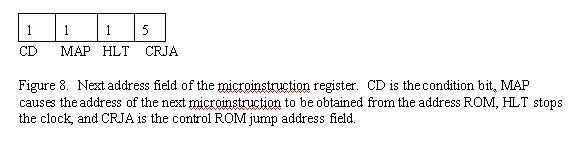 1 1 1 5
CD MAP HLT CRJA
Figure 8. Next address field of the microinstruction register. CD is the condition bit, MAP
causes the address of the next microinstruction to be obtained from the address ROM, HLT stops
the clock, and CRJA is the control ROM jump address field.